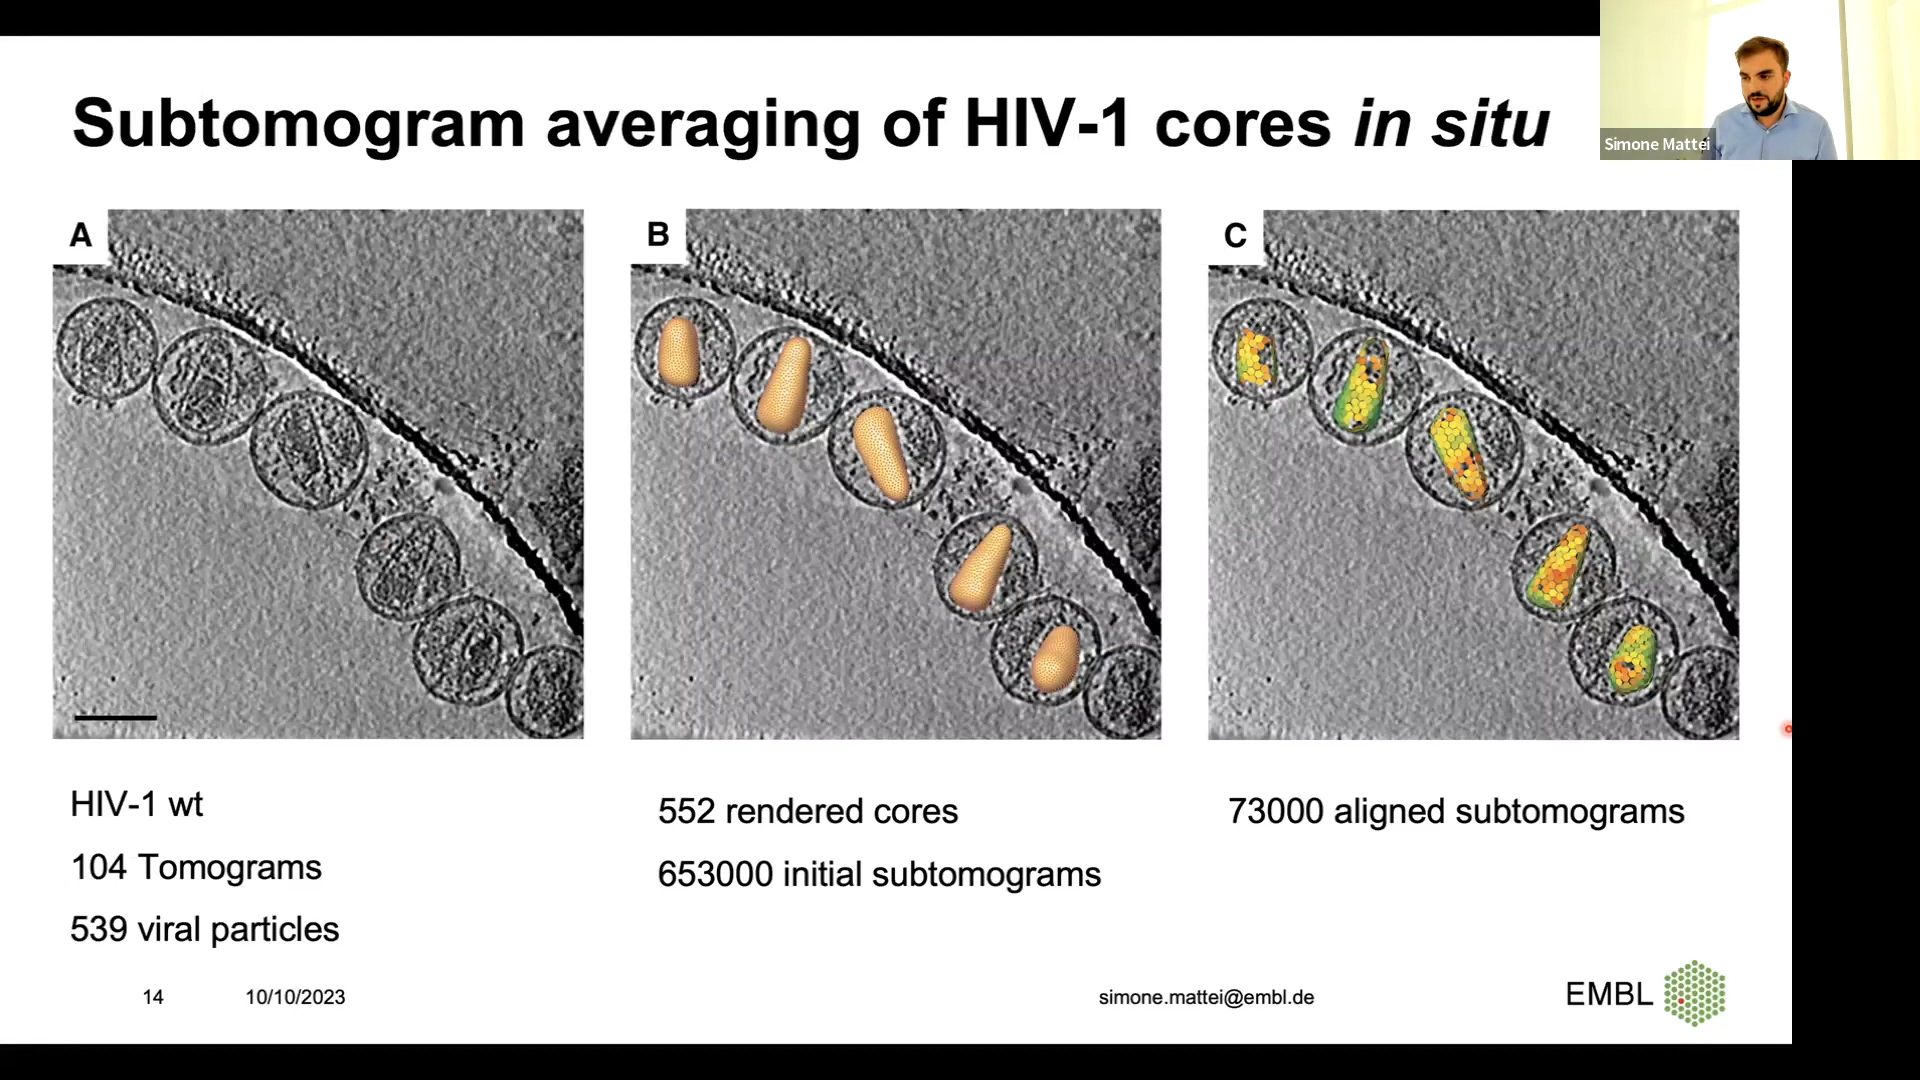 Subtomogram averaging of HIV-1 cores in situ
Simone Mattei
A
B
C
HIV-1 wt
104 Tomograms
539 viral particles
552 rendered cores
653000 initial subtomograms
73000 aligned subtomograms
14
10/10/2023
simone.mattei@embl.de
EMBL